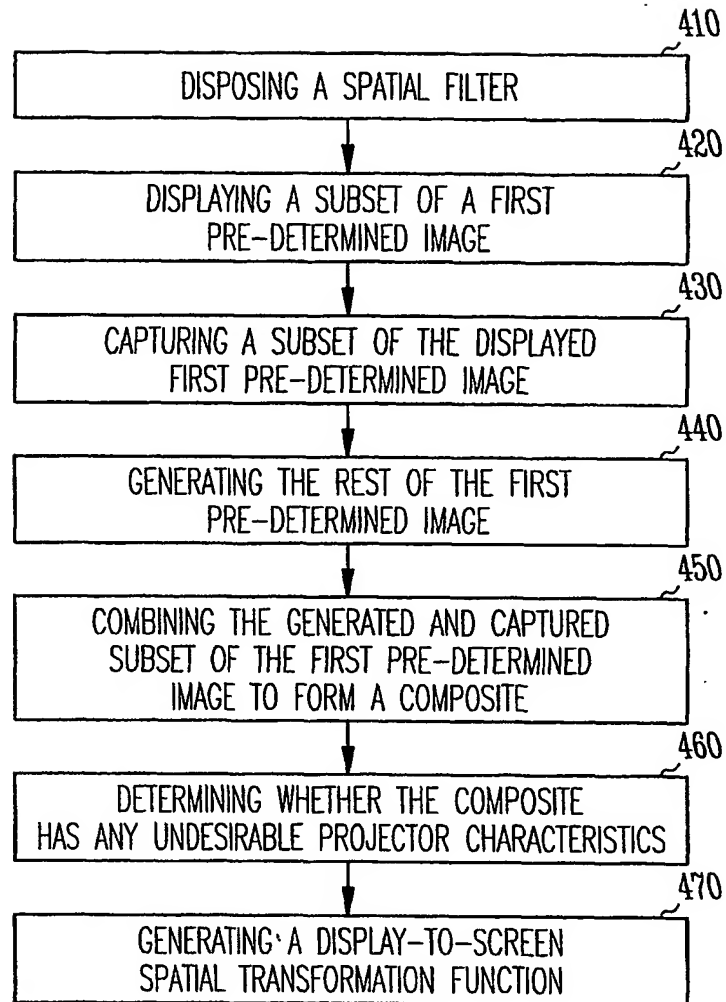 410
DISPOSING A SPATIAL FILTER
420
DISPLAYING A SUBSET OF A FIRST
PRE-DETERMINED IMAGE
430
CAPTURING A SUBSET OF THE DISPLAYED
FIRST PRE-DETERMINED IMAGE
440
GENERATING THE REST OF THE FIRST
PRE-DETERMINED IMAGE
450
COMBINING THE GENERATED AND CAPTURED
SUBSET OF THE FIRST PRE-DETERMINED
IMAGE TO FORM A COMPOSITE
460
DETERMINING WHETHER THE COMPOSITE
HAS ANY UNDESIRABLE PROJECTOR CHARACTERISTICS
470
GENERATING A DISPLAY-TO-SCREEN
SPATIAL TRANSFORMATION FUNCTION